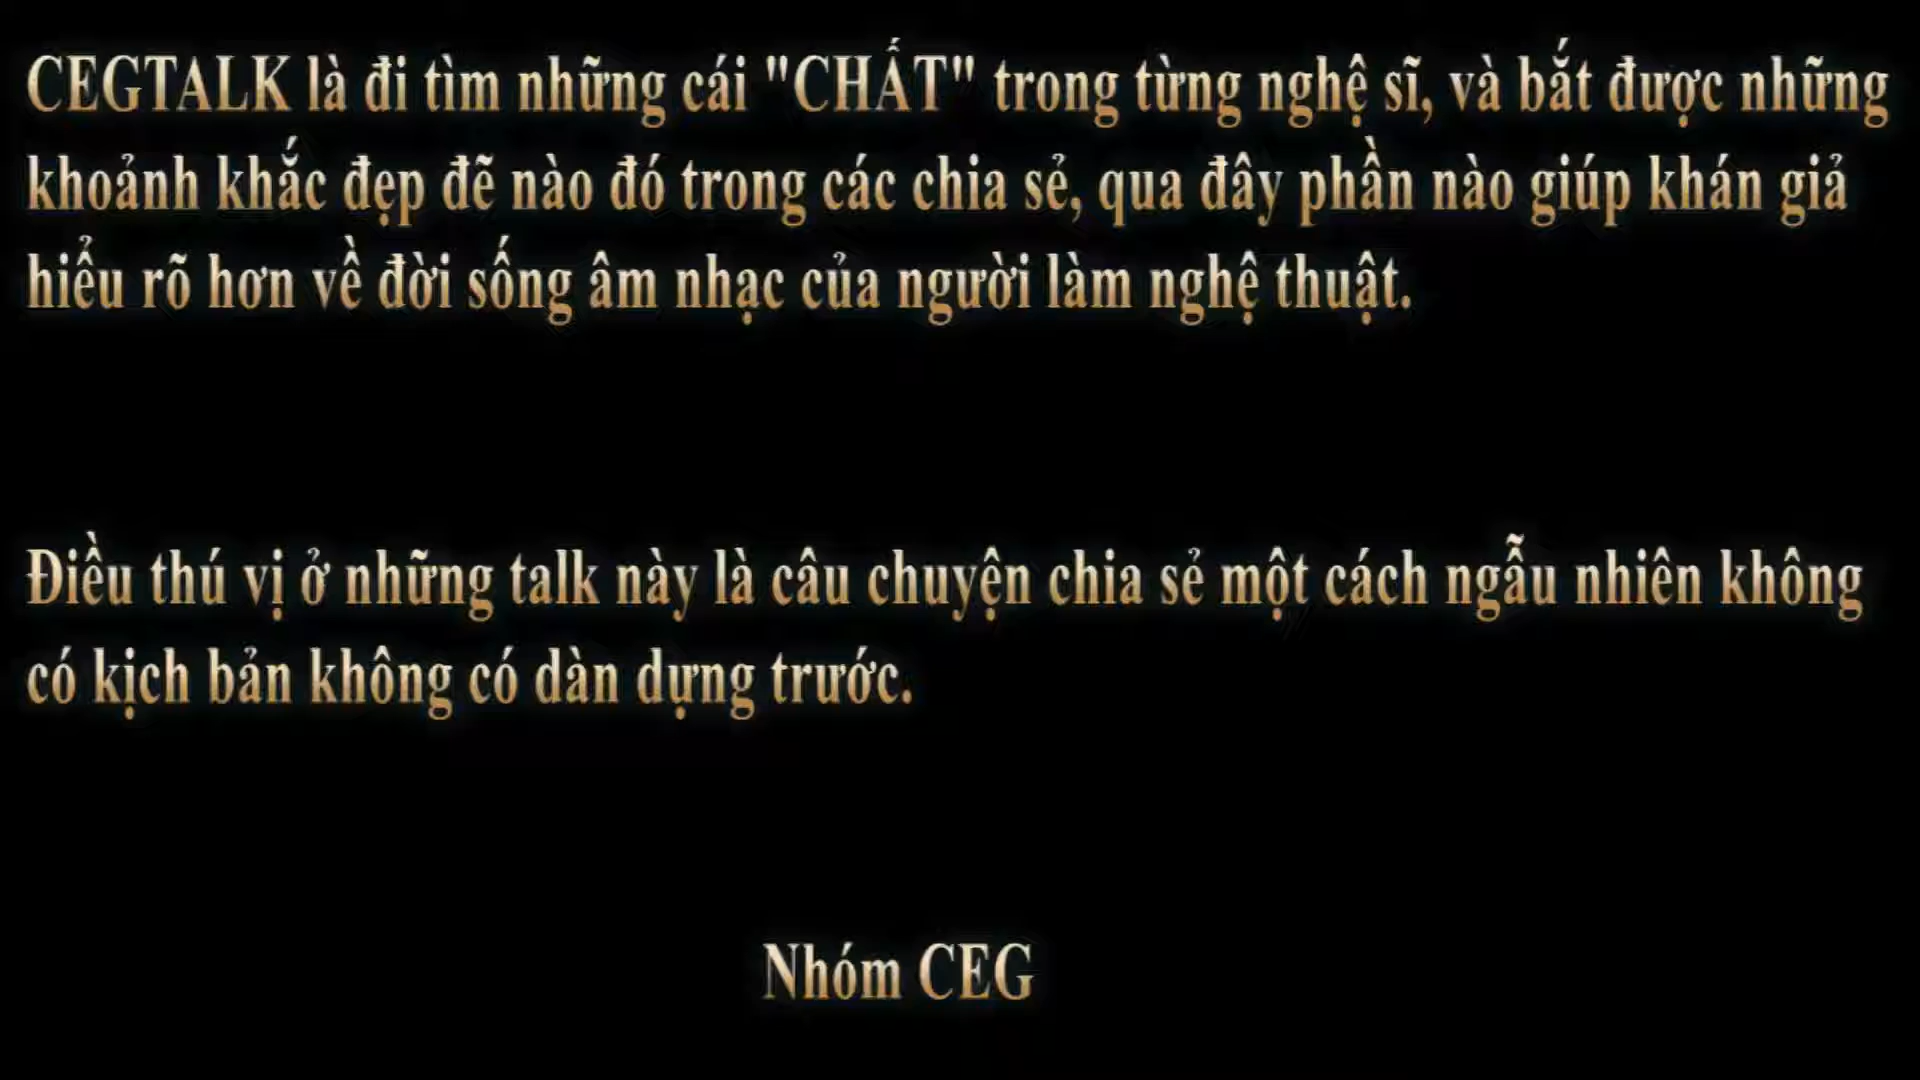 CEGTALK là đi tìm những cái "CHẤT" trong từng nghệ sĩ, và bắt được những
khoảnh khắc đẹp đẽ nào đó trong các chia sẻ, qua đây phần nào giúp khán giả
hiểu rõ hơn về đời sống âm nhạc của người làm nghệ thuật.
Điều thú vị ở những talk này là câu chuyện chia sẻ một cách ngẫu nhiên không
có kịch bản không có dàn dựng trước.
Nhóm CEG